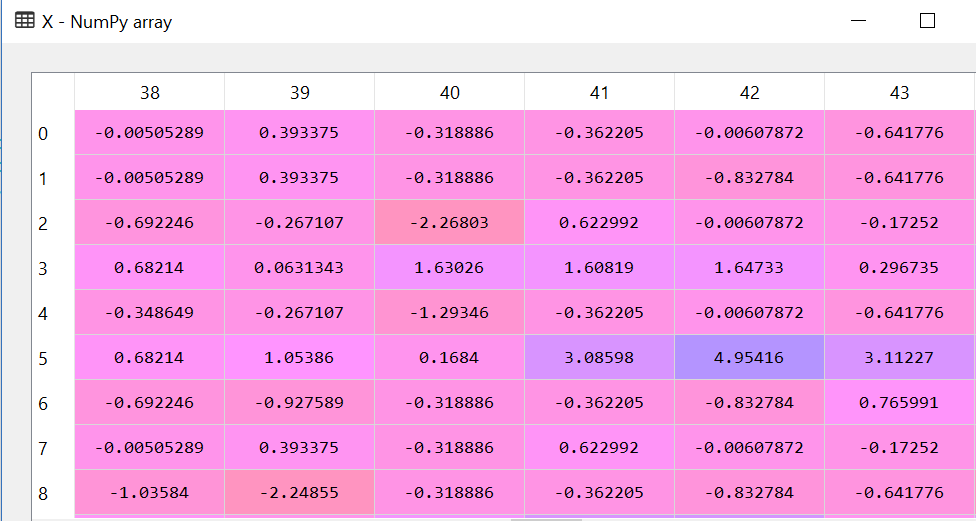 X - NumPy array
38 39 40 41 42 43
0 -0.00505289 0.393375 -0.318886 -0.362205 -0.00607872 -0.641776
1 -0.00505289 0.393375 -0.318886 -0.362205 -0.832784 -0.641776
2 -0.692246 -0.267107 -2.26803 0.622992 -0.00607872 -0.17252
3 0.68214 0.0631343 1.63026 1.60819 1.64733 0.296735
4 -0.348649 -0.267107 -1.29346 -0.362205 -0.00607872 -0.641776
5 0.68214 1.05386 0.1684 3.08598 4.95416 3.11227
6 -0.692246 -0.927589 -0.318886 -0.362205 -0.832784 0.765991
7 -0.00505289 0.393375 -0.318886 0.622992 -0.00607872 -0.17252
8 -1.03584 -2.24855 -0.318886 -0.362205 -0.832784 -0.641776